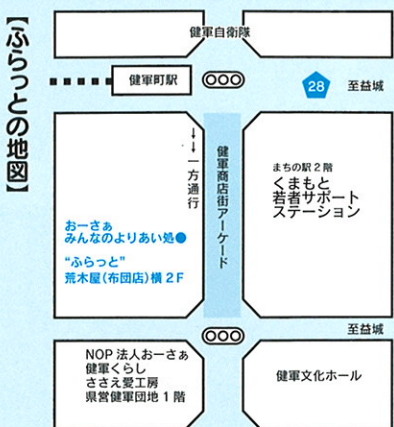 【ふらっとの地図】
健軍自衛隊
健軍町駅
28
至益城
→→一方通行
健軍商店街アーケード
まちの駅2階
くまもと
若者サポート
ステーション
おーさぁ
みんなのよりあい処●
“ふらっと”
荒木屋(布団店)横2F
至益城
NOP法人おーさぁ
健軍くらし
ささえ愛工房
県営健軍団地1階
健軍文化ホール